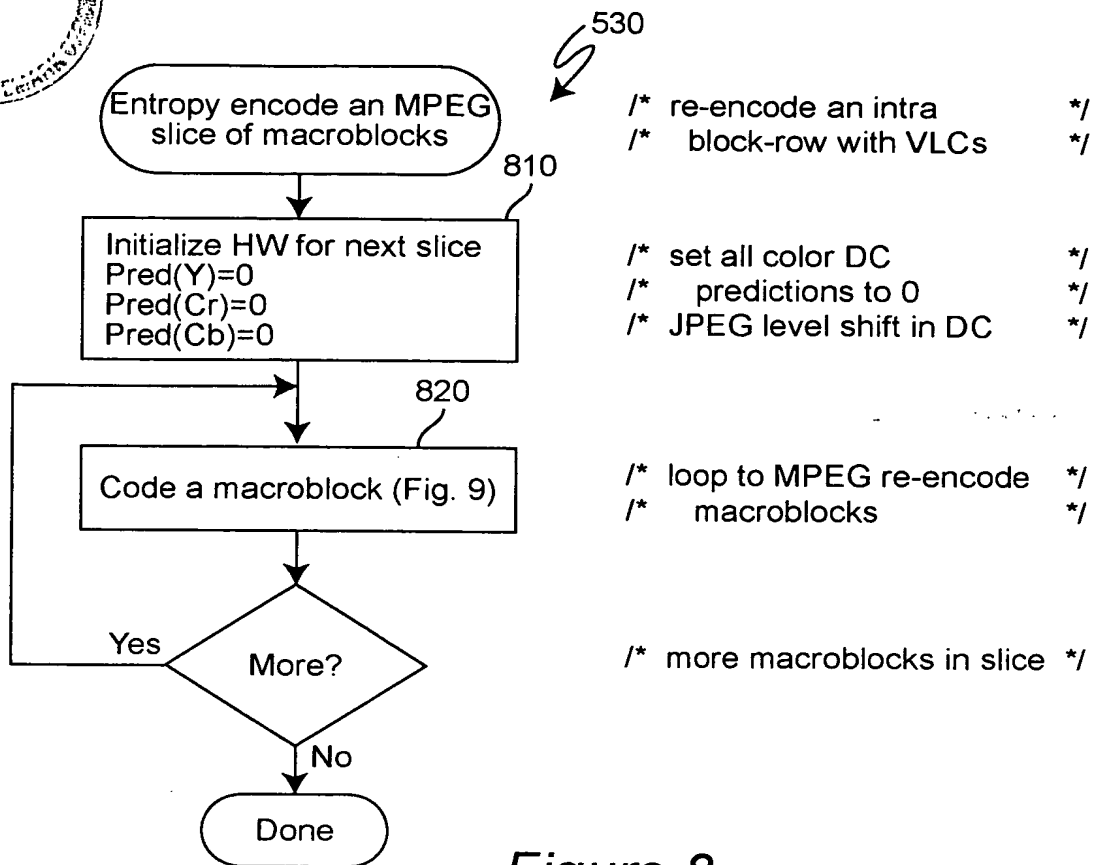 530
Entropy encode an MPEG
slice of macroblocks
/* re-encode an intra */
/* block-row with VLCs */
810
Initialize HW for next slice
Pred(Y)=0
Pred(Cr)=0
Pred(Cb)=0
/* set all color DC */
/* predictions to 0 */
/* JPEG level shift in DC */
820
Code a macroblock (Fig. 9)
/* loop to MPEG re-encode */
/* macroblocks */
Yes
More?
/* more macroblocks in slice */
No
Done